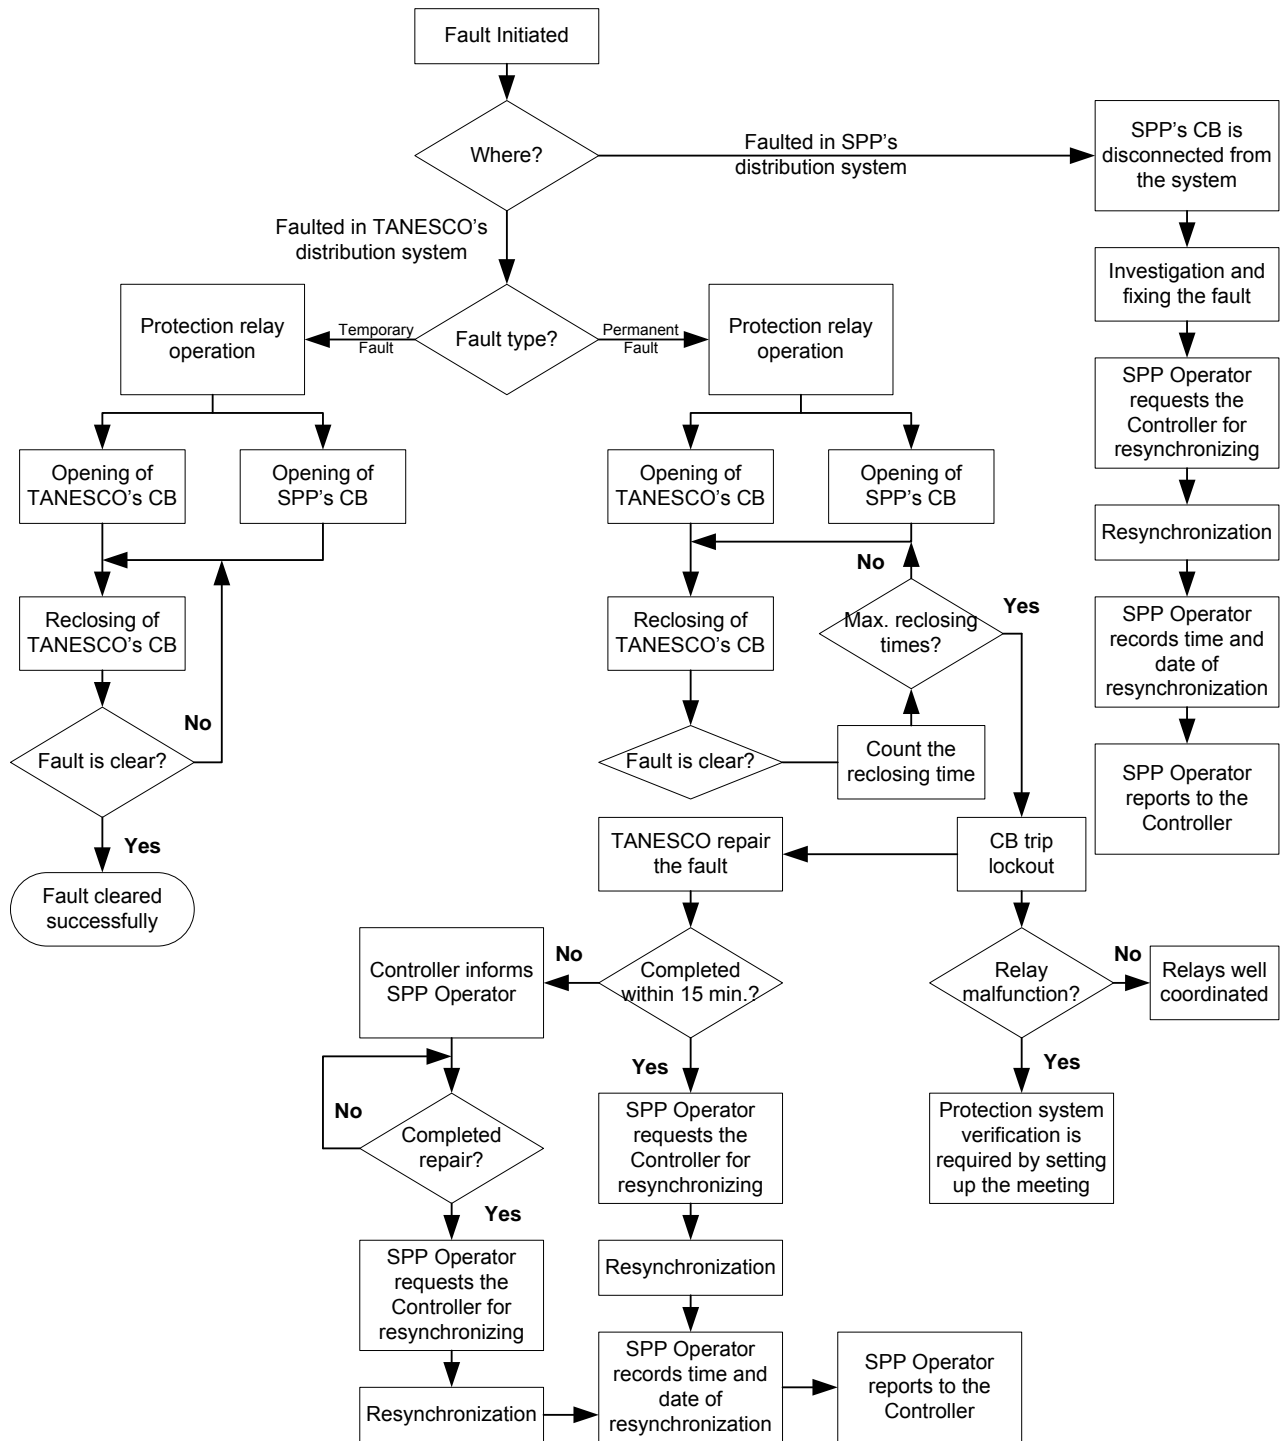 Fault Initiated
Where?
Faulted in SPP's
distribution system
SPP's CB is
disconnected from
the system
Faulted in TANESCO's
distribution system
Investigation and
fixing the fault
Protection relay
operation
Temporary
Fault
Fault type?
Permanent
Fault
Protection relay
operation
SPP Operator
requests the
Controller for
resynchronizing
Opening of
TANESCO's CB
Opening of
SPP's CB
Opening of
TANESCO's CB
Opening of
SPP's CB
Resynchronization
No
Yes
Reclosing of
TANESCO's CB
Reclosing of
TANESCO's CB
Max. reclosing
times?
SPP Operator
records time and
date of
resynchronization
No
Fault is clear?
Fault is clear?
Count the
reclosing time
SPP Operator
reports to the
Controller
Yes
TANESCO repair
the fault
CB trip
lockout
Fault cleared
successfully
Controller informs
SPP Operator
No
Completed
within 15 min.?
Relay
malfunction?
No
Relays well
coordinated
Yes
Yes
No
Completed
repair?
SPP Operator
requests the
Controller for
resynchronizing
Protection system
verification is
required by setting
up the meeting
Yes
SPP Operator
requests the
Controller for
resynchronizing
Resynchronization
Resynchronization
SPP Operator
records time and
date of
resynchronization
SPP Operator
reports to the
Controller